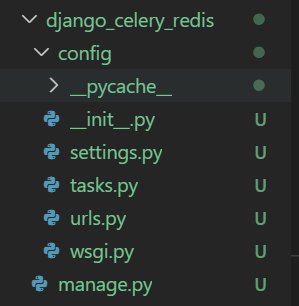 django_celery_redis
config
__pycache__
__init__.py U
settings.py U
tasks.py U
urls.py U
wsgi.py U
manage.py U